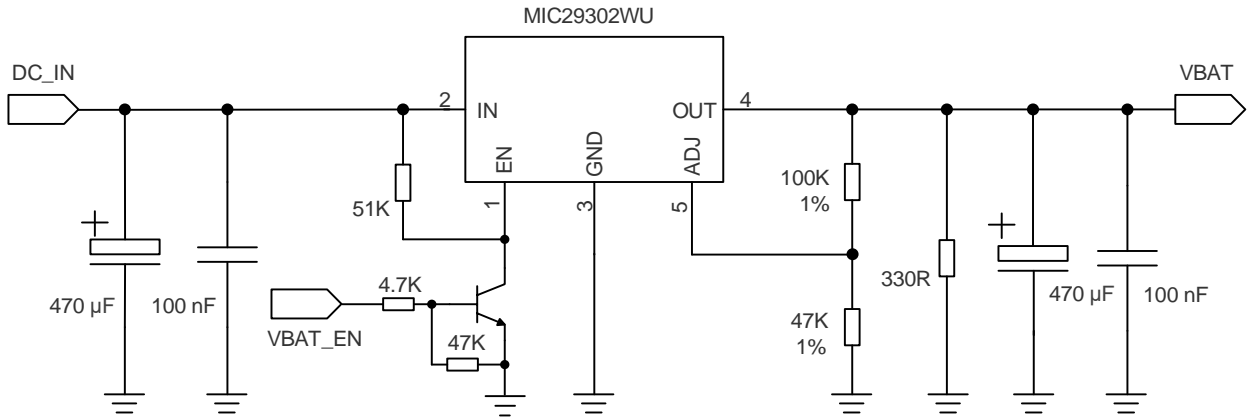 MIC29302WU
DC_IN
VBAT
2
IN
OUT
4
EN
GND
ADJ
1
3
5
51K
100K
1%
470 µF
100 nF
4.7K
VBAT_EN
47K
47K
1%
330R
470 µF
100 nF